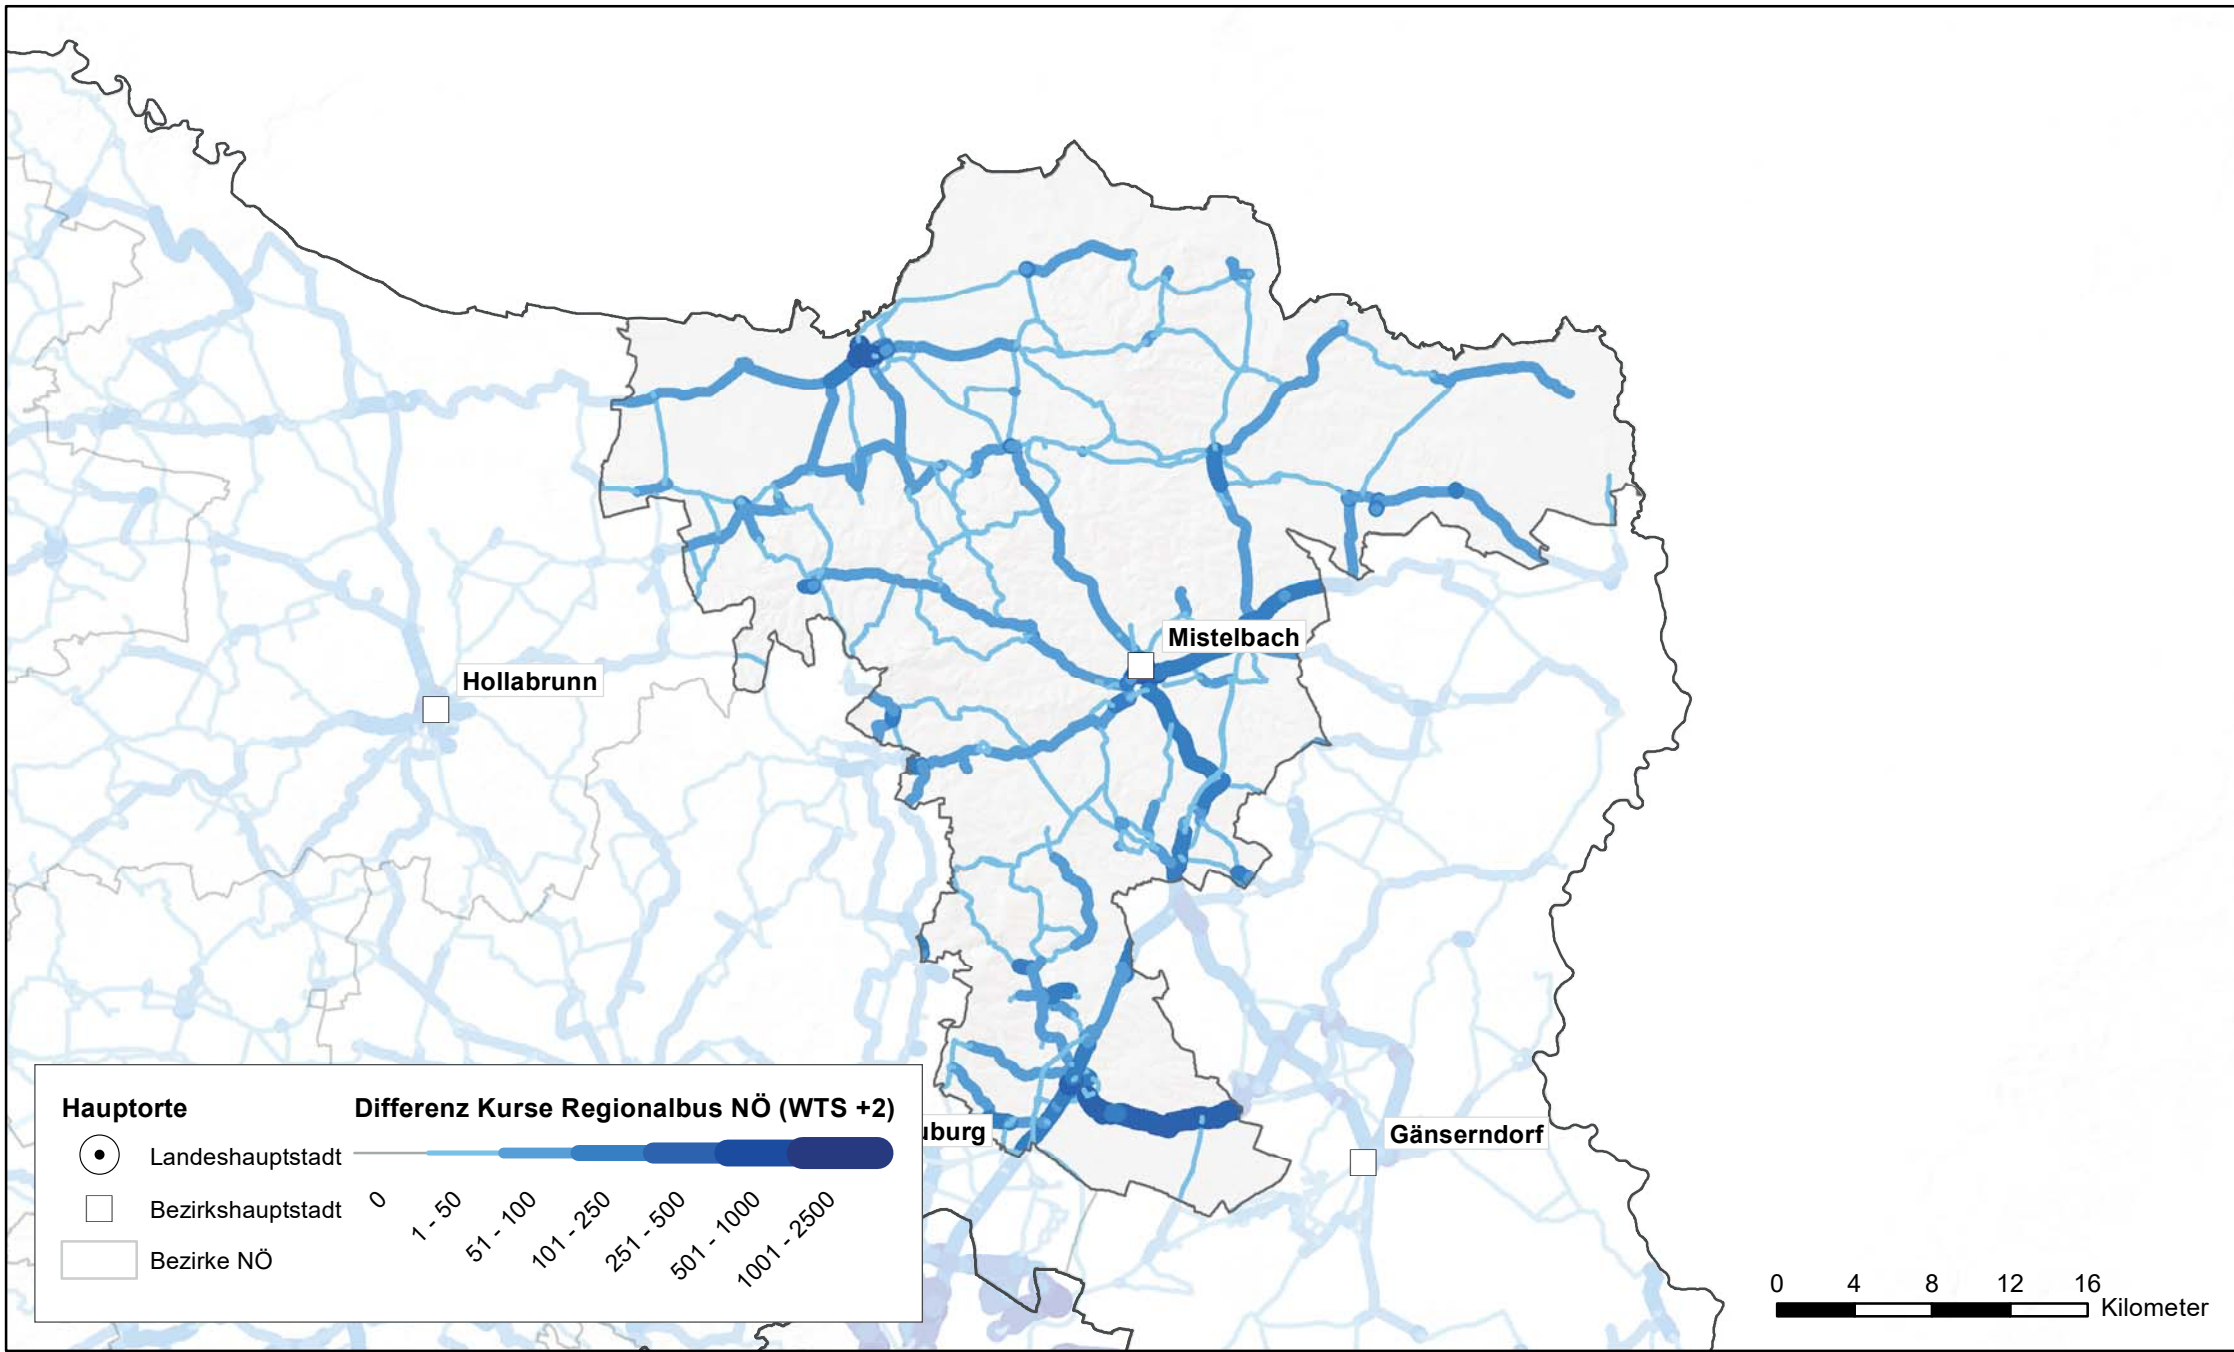 Mistelbach
Hollabrunn
uburg
Gänserndorf
Hauptorte
Landeshauptstadt
Bezirkshauptstadt
Bezirke NÖ
Differenz Kurse Regionalbus NÖ (WTS +2)
0
1 - 50
51 - 100
101 - 250
251 - 500
501 - 1000
1001 - 2500
0 4 8 12 16
Kilometer